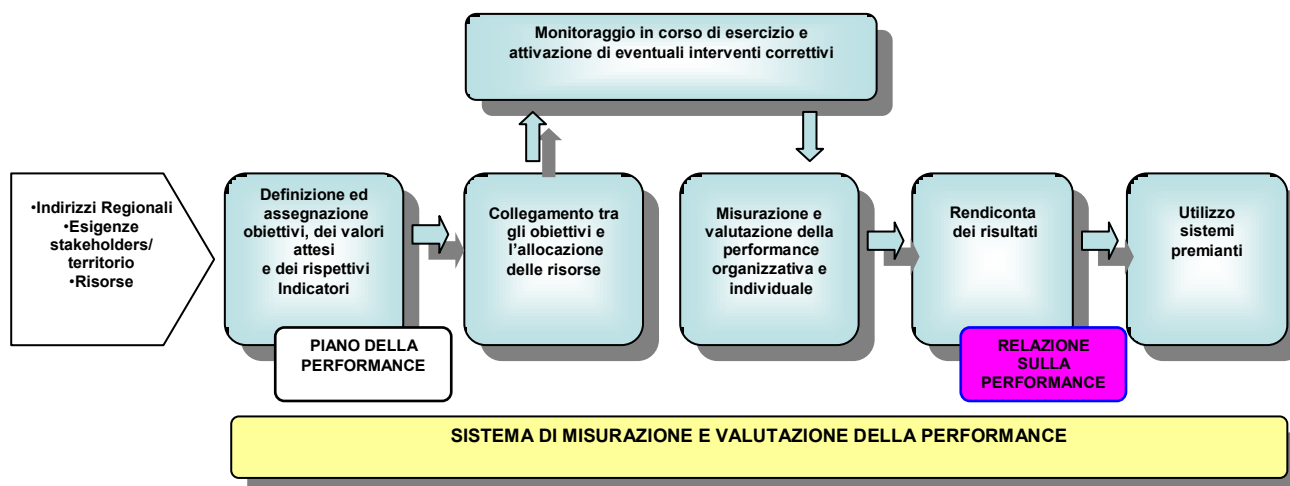 Monitoraggio in corso di esercizio e
attivazione di eventuali interventi correttivi
•Indirizzi Regionali
•Esigenze
stakeholders/
territorio
•Risorse
Definizione ed
assegnazione
obiettivi, dei valori
attesi
e dei rispettivi
Indicatori
PIANO DELLA
PERFORMANCE
Collegamento tra
gli obiettivi e
l'allocazione
delle risorse
Misurazione e
valutazione della
performance
organizzativa e
individuale
Rendiconta
dei risultati
RELAZIONE
SULLA
PERFORMANCE
Utilizzo
sistemi
premianti
SISTEMA DI MISURAZIONE E VALUTAZIONE DELLA PERFORMANCE